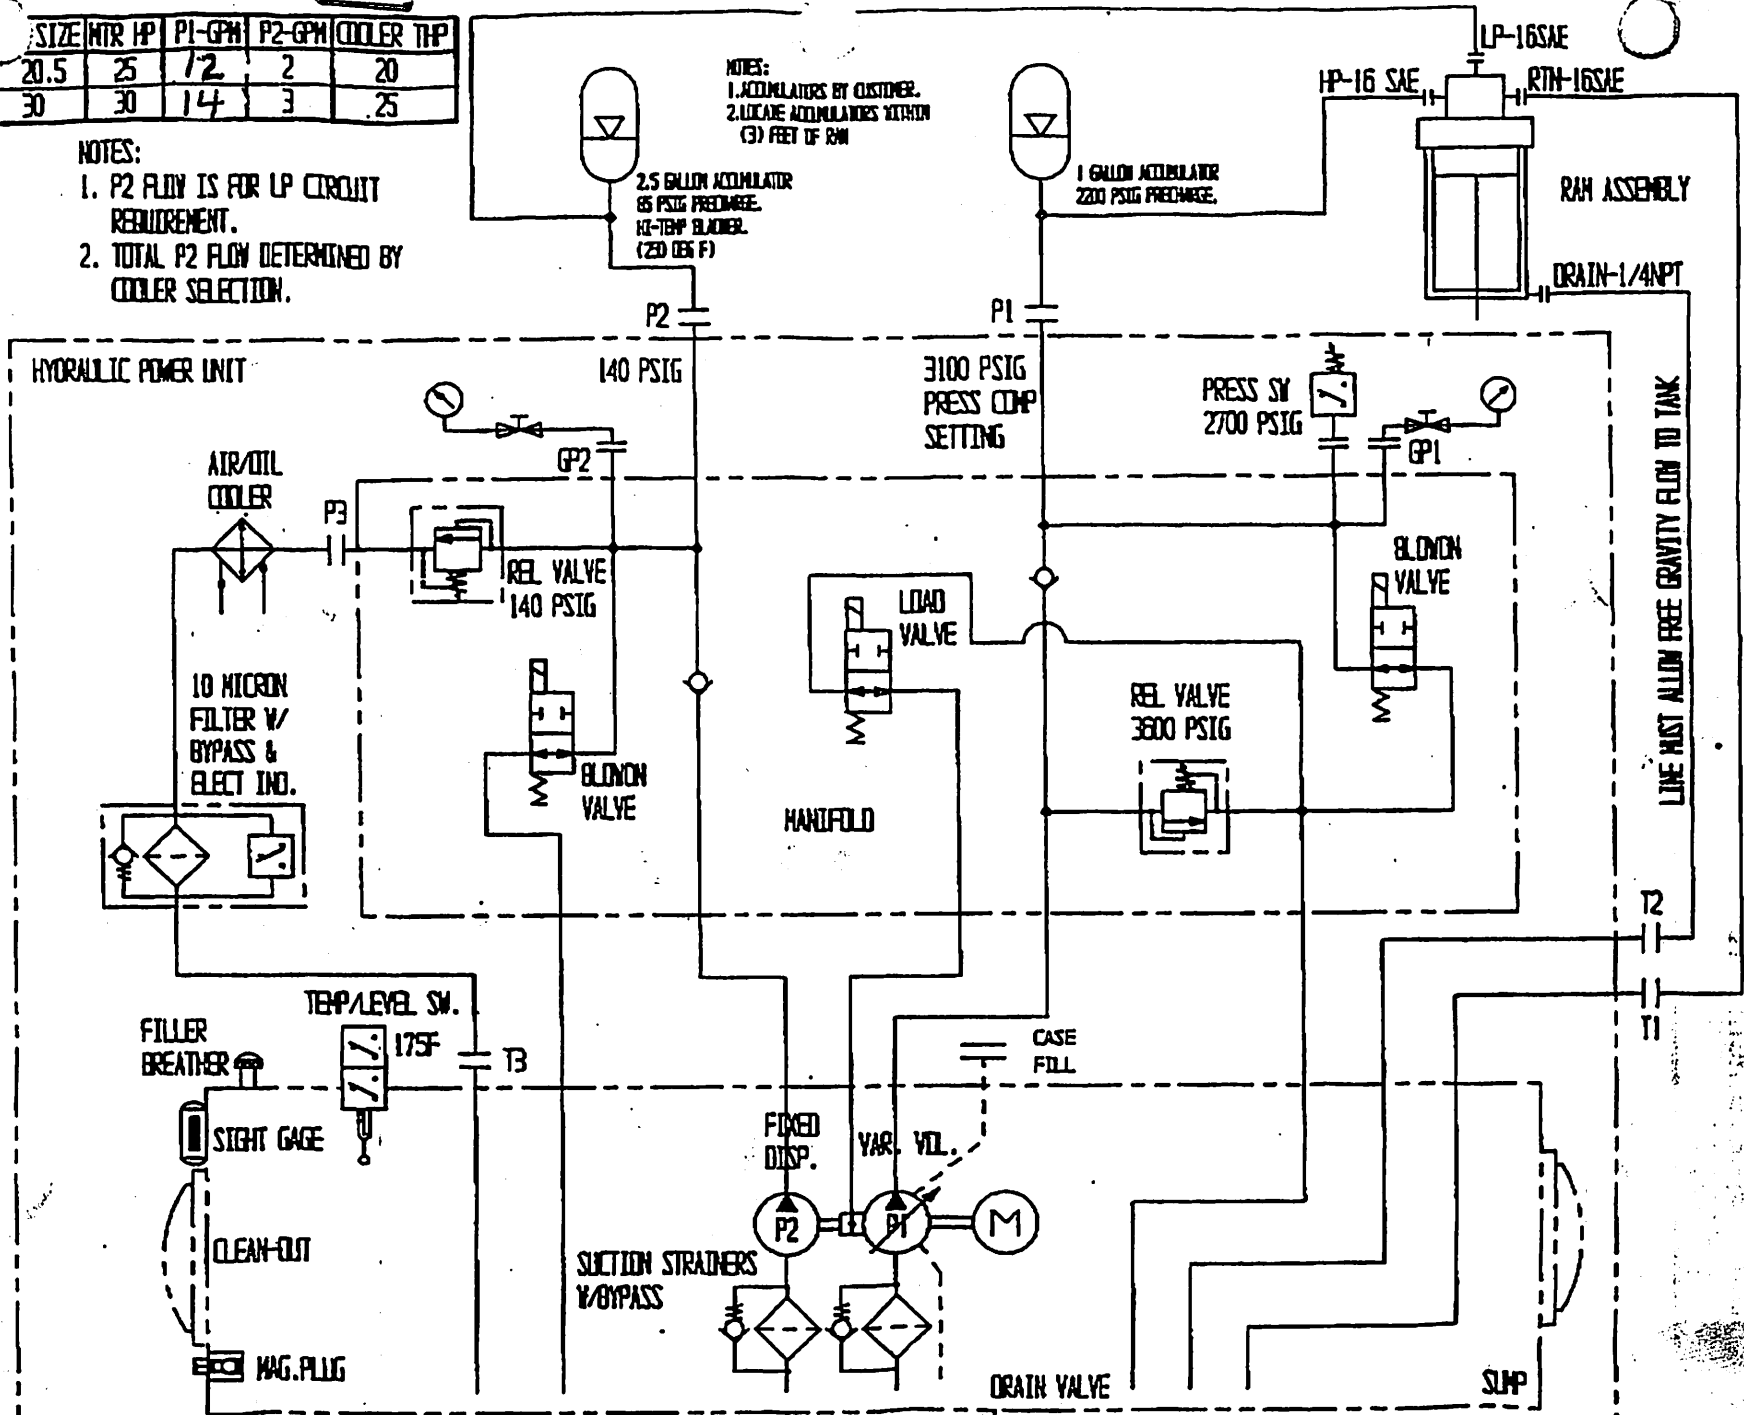 SIZE MTR HP P1-GPM P2-GPM COOLER THP
20.5 25 12 2 20
30 30 14 3 .25
NOTES:
1. P2 FLOW IS FOR LP CIRCUIT
REQUIREMENT.
2. TOTAL P2 FLOW DETERMINED BY
COOLER SELECTION.
NOTES:
1.ACCUMULATORS BY CUSTOMER.
2.LOCATE ACCUMULATORS WITHIN
(3) FEET OF RAM
2.5 GALLON ACCUMULATOR
85 PSIG PRECHARGE.
HI-TEMP BLADDER.
(250 DEG F)
1 GALLON ACCUMULATOR
2200 PSIG PRECHARGE.
LP-16SAE
HP-16 SAE
RTN-16SAE
RAM ASSEMBLY
DRAIN-1/4NPT
P2
P1
HYDRAULIC POWER UNIT
140 PSIG
3100 PSIG
PRESS COMP
SETTING
PRESS SW
2700 PSIG
GP2
GP1
LINE MUST ALLOW FREE GRAVITY FLOW TO TANK
AIR/OIL
COOLER
P3
REL VALVE
140 PSIG
LOAD
VALVE
BLOWDN
VALVE
10 MICRON
FILTER W/
BYPASS &
ELECT IND.
REL VALVE
3600 PSIG
BLOWDN
VALVE
MANIFOLD
T2
T1
TEMP/LEVEL SW.
175F
FILLER
BREATHER
T3
CASE
FILL
SIGHT GAGE
FIXED
DISP.
VAR. VOL.
P2
P1
M
CLEAN-OUT
SUCTION STRAINERS
W/BYPASS
MAG.PLUG
DRAIN VALVE
SUMP